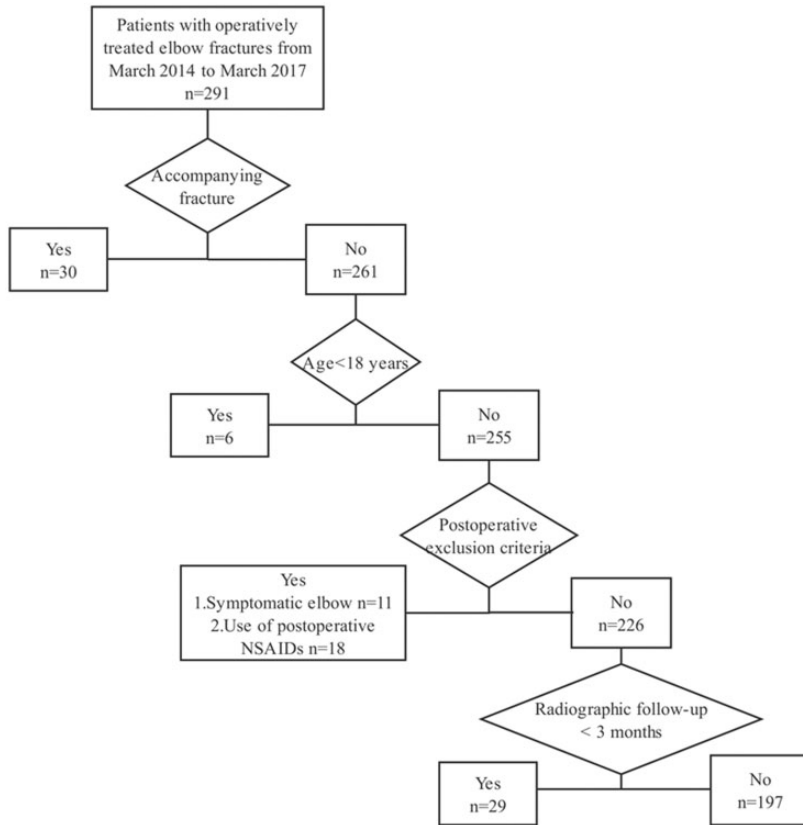 Patients with operatively
treated elbow fractures from
March 2014 to March 2017
n=291
Accompanying
fracture
Yes
n=30
No
n=261
Age<18 years
Yes
n=6
No
n=255
Postoperative
exclusion criteria
Yes
1.Symptomatic elbow n=11
2.Use of postoperative
NSAIDs n=18
No
n=226
Radiographic follow-up
< 3 months
Yes
n=29
No
n=197